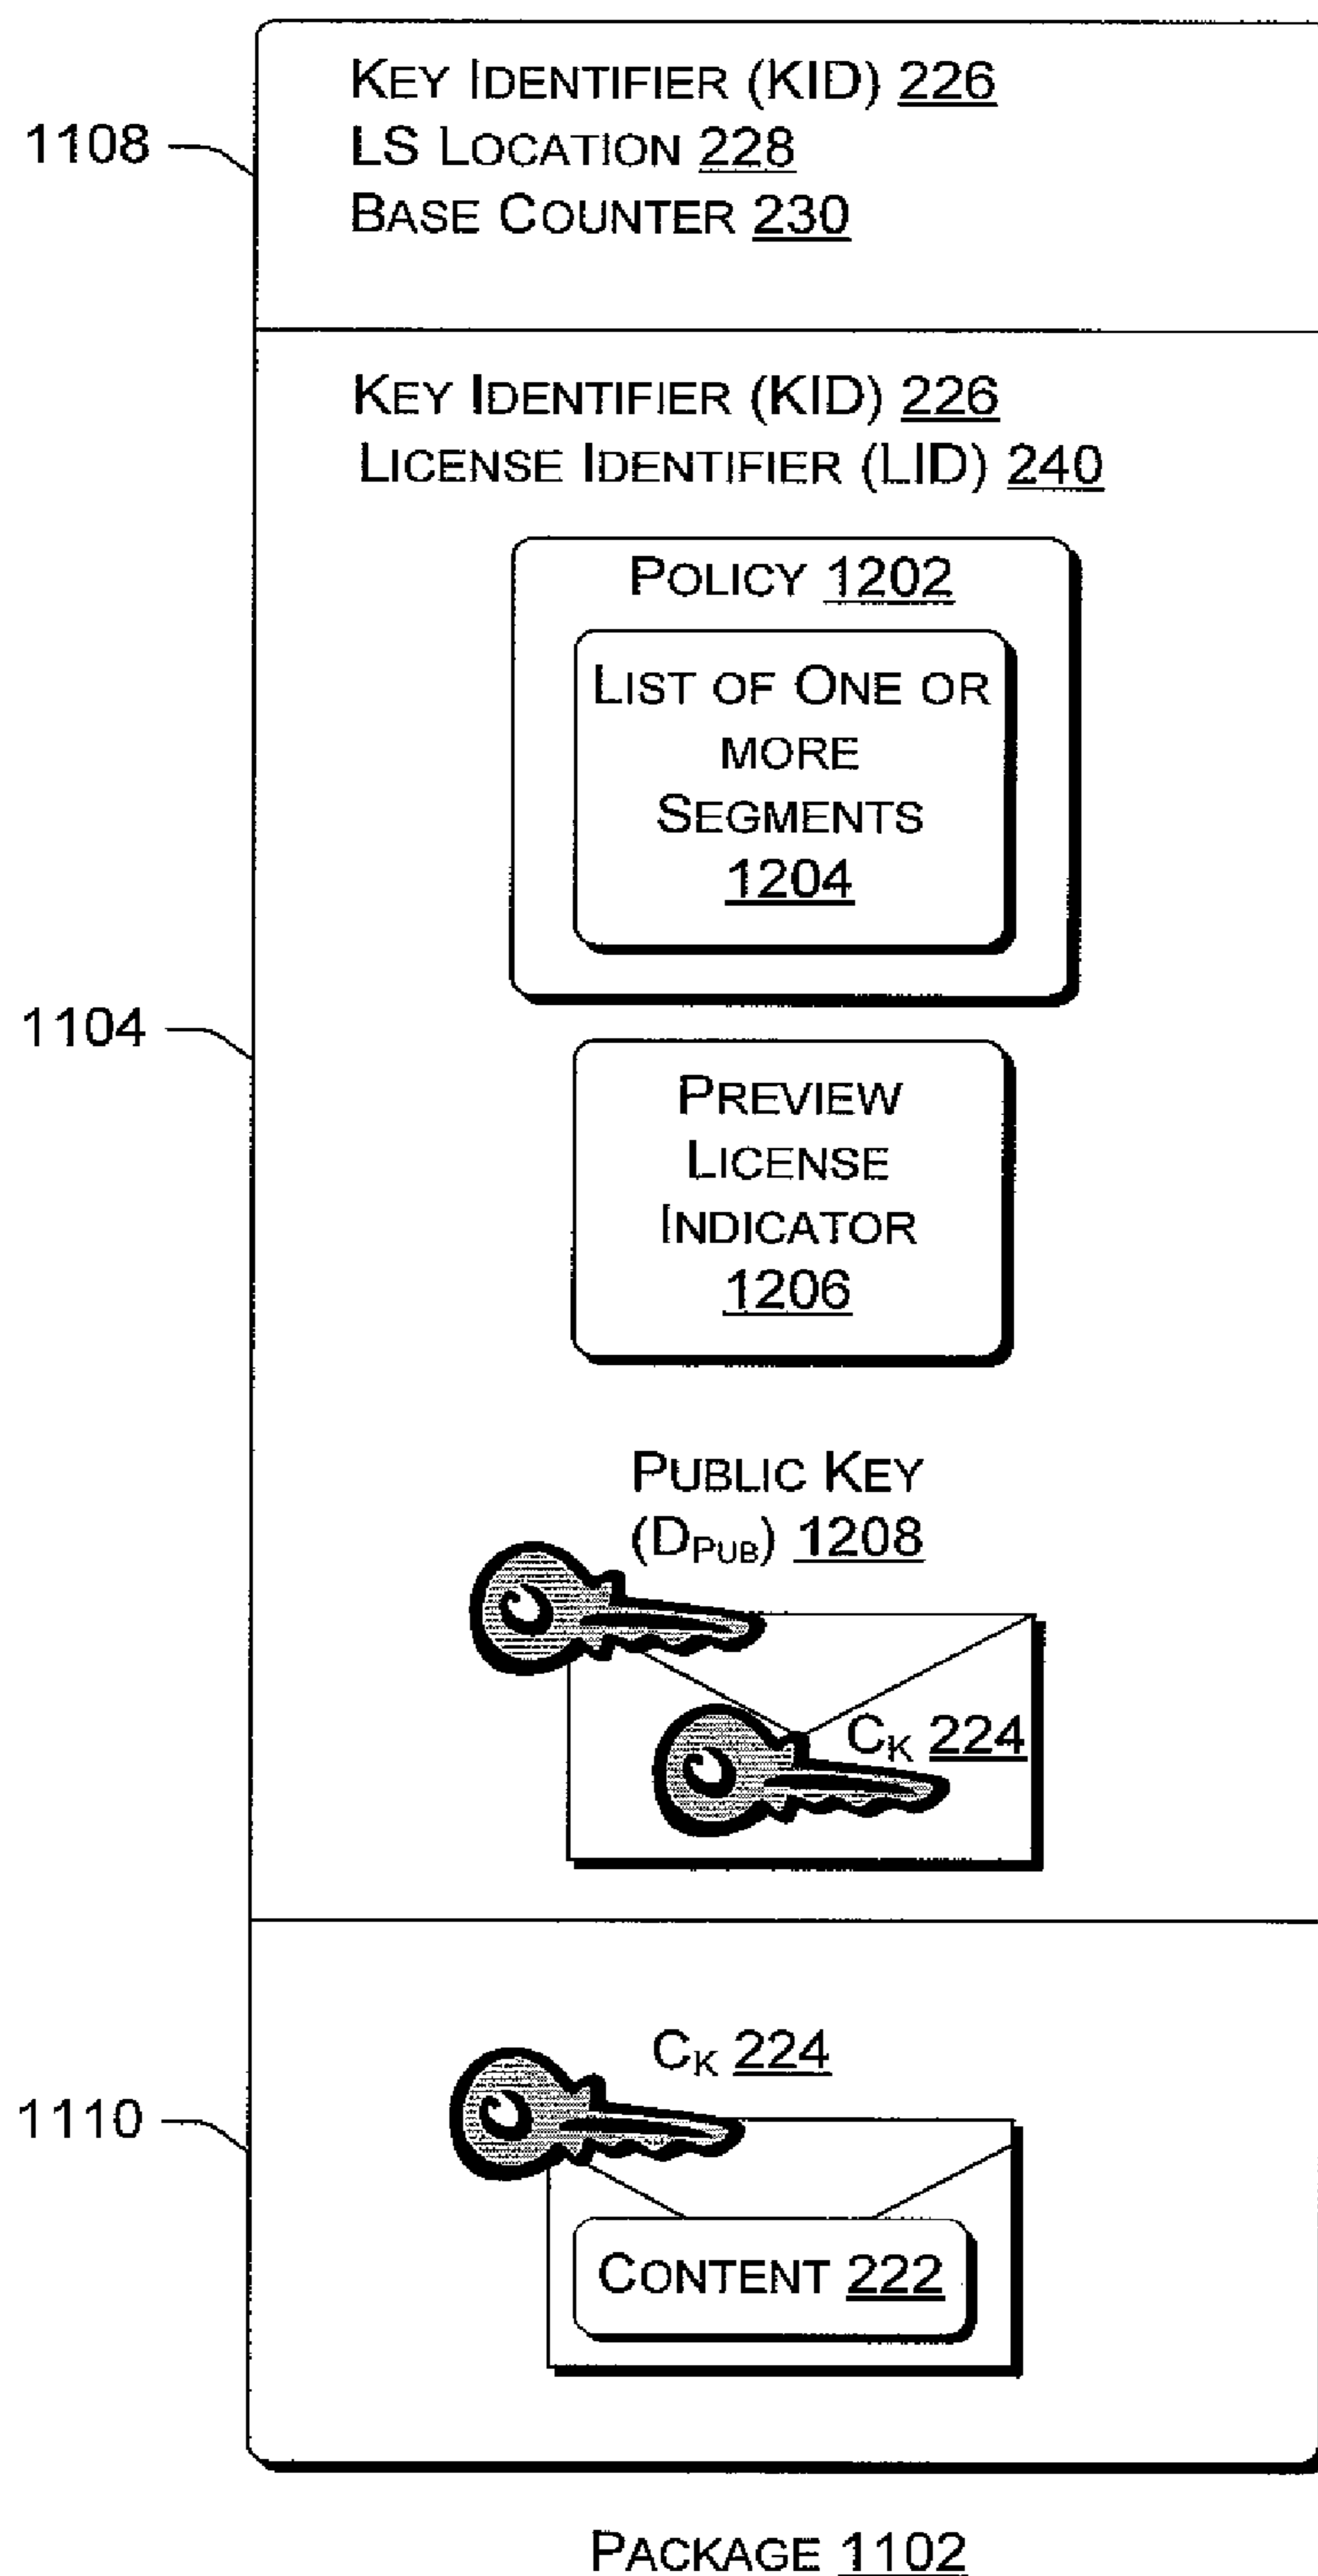 KEY IDENTIFIER (KID) 226
1108
LS LOCATION 228
BASE COUNTER 230
KEY IDENTIFIER (KID) 226
LICENSE IDENTIFIER (LID) 240
POLICY 1202
LIST OF ONE OR
MORE
SEGMENTS
1204
1104
PREVIEW
LICENSE
INDICATOR
1206
PUBLIC KEY
(DPUB) 1208
CK 224
CK 224
1110
CONTENT 222
PACKAGE 1102